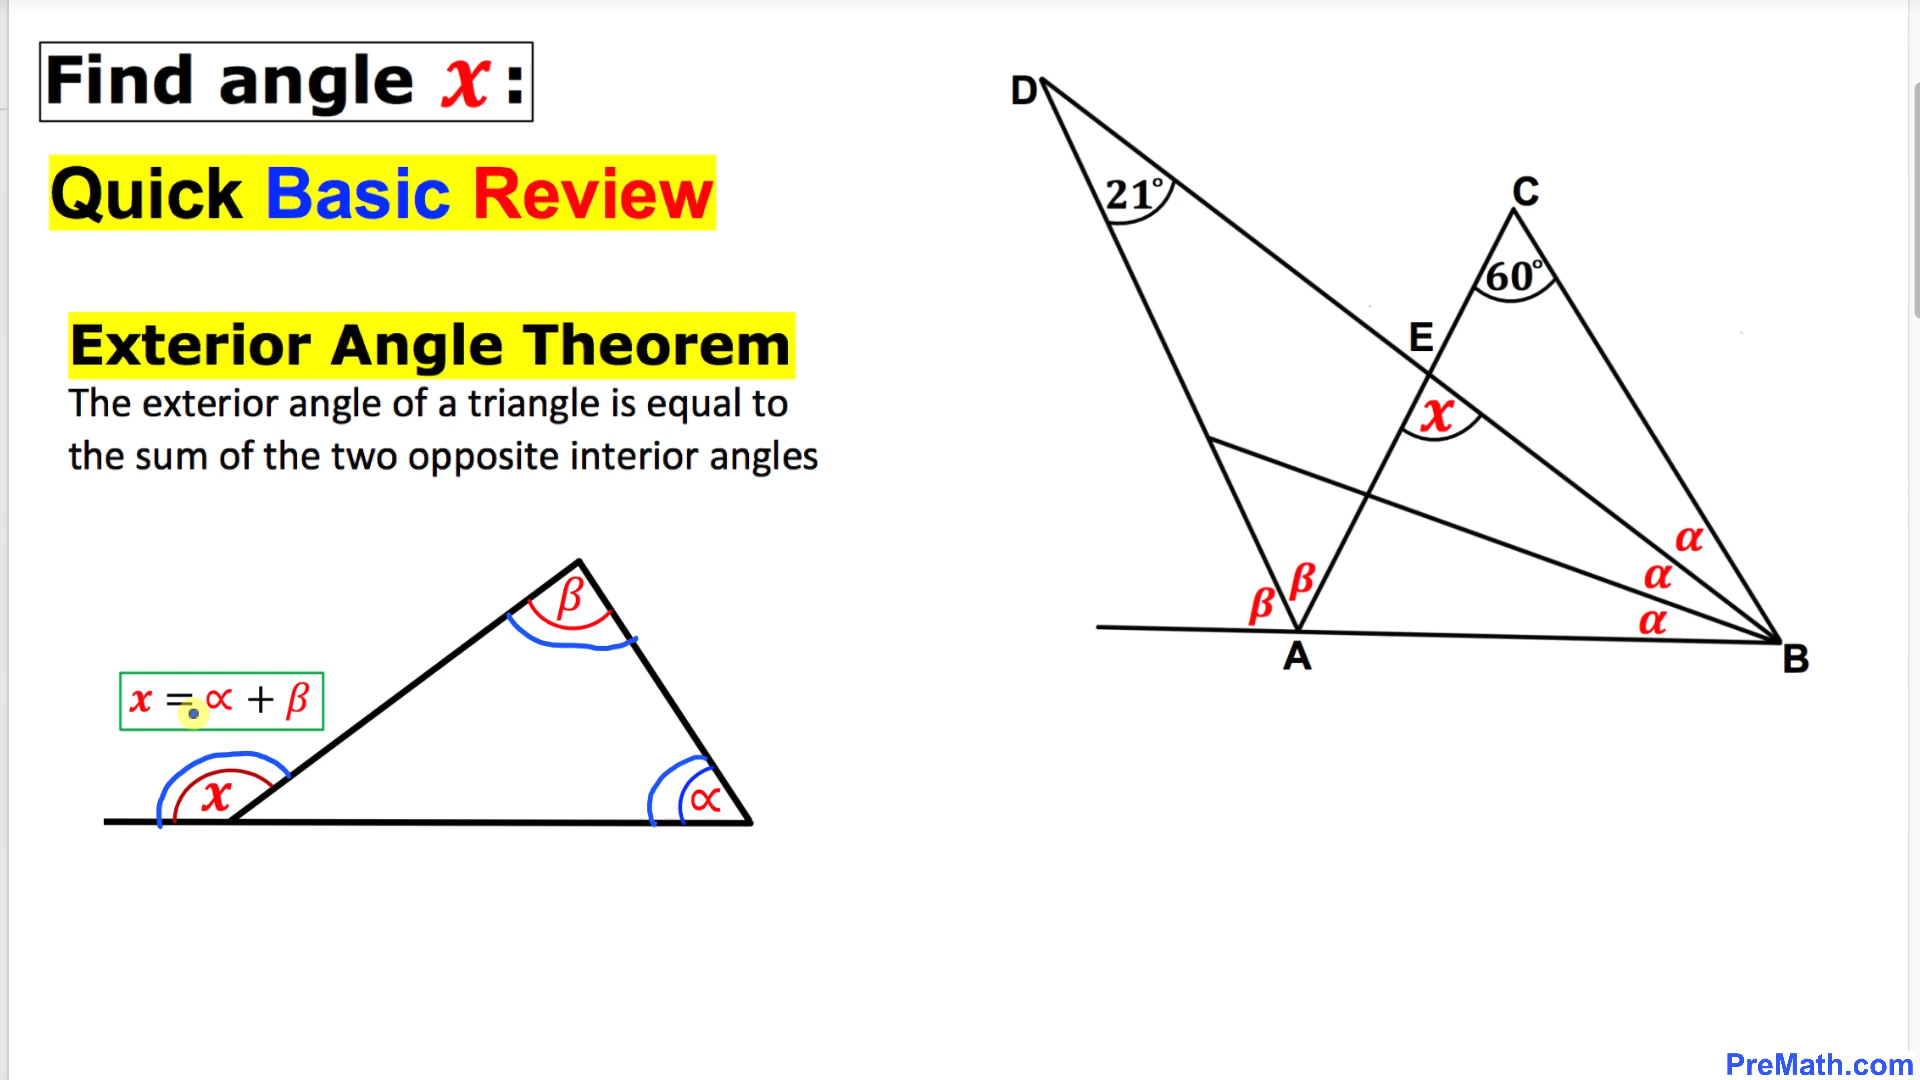 Find angle x :
Quick Basic Review
Exterior Angle Theorem
The exterior angle of a triangle is equal to
the sum of the two opposite interior angles
β
x = ∝ + β
x
∝
D
21°
C
60°
E
x
α
α
α
β
β
A
B
PreMath.com